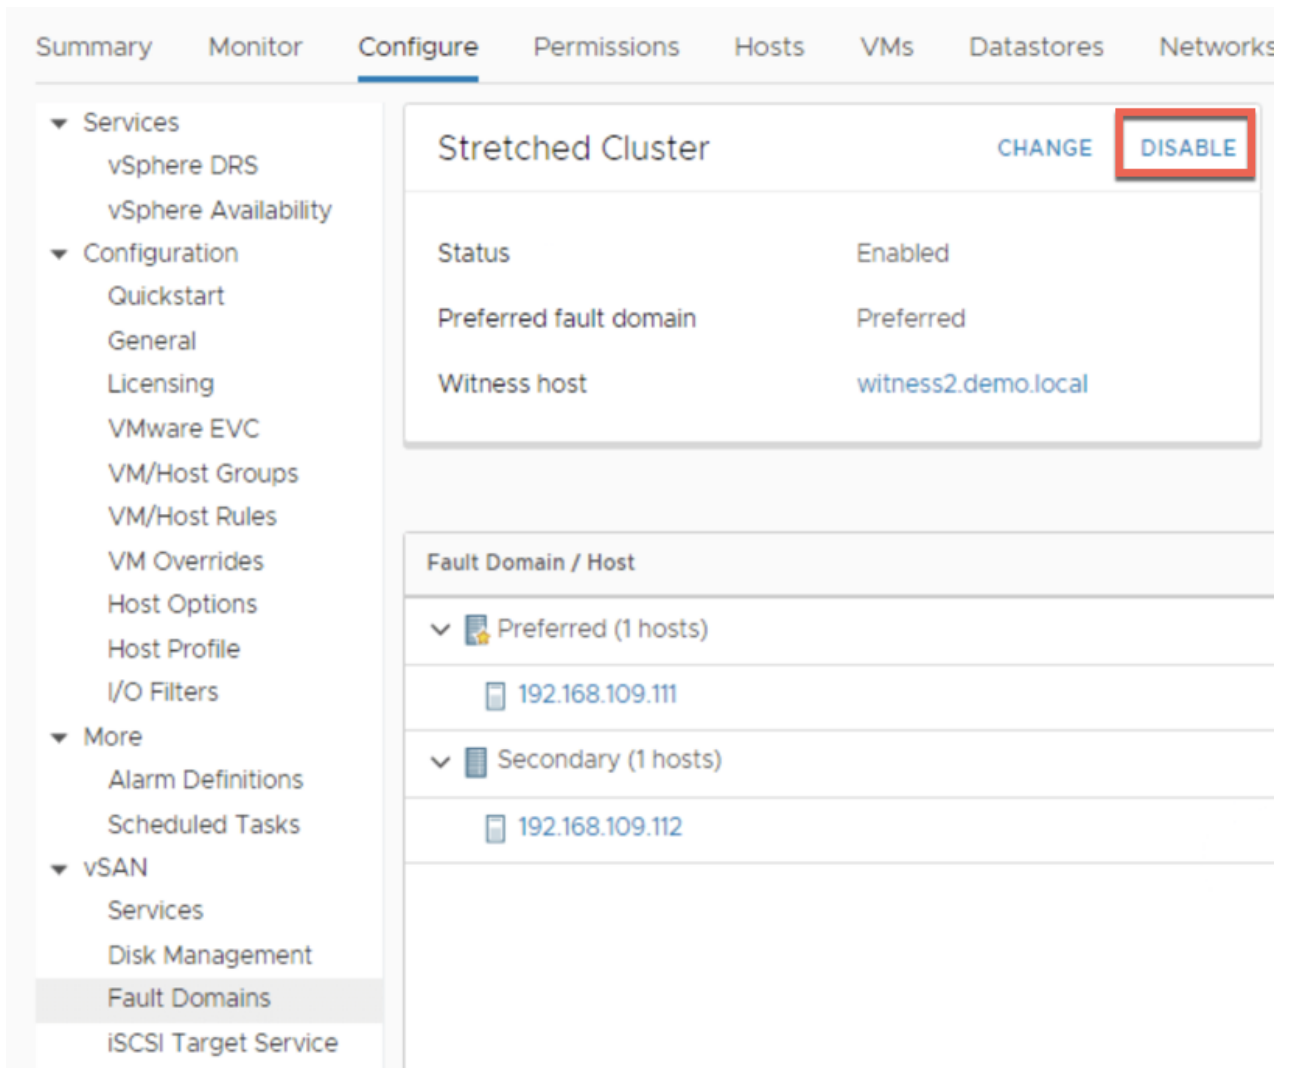 Summary Monitor Configure Permissions Hosts VMs Datastores Networks
Services
vSphere DRS
vSphere Availability
Configuration
Quickstart
General
Licensing
VMware EVC
VM/Host Groups
VM/Host Rules
VM Overrides
Host Options
Host Profile
I/O Filters
More
Alarm Definitions
Scheduled Tasks
vSAN
Services
Disk Management
Fault Domains
iSCSI Target Service
Stretched Cluster CHANGE DISABLE
Status Enabled
Preferred fault domain Preferred
Witness host witness2.demo.local
Fault Domain / Host
Preferred (1 hosts)
192.168.109.111
Secondary (1 hosts)
192.168.109.112